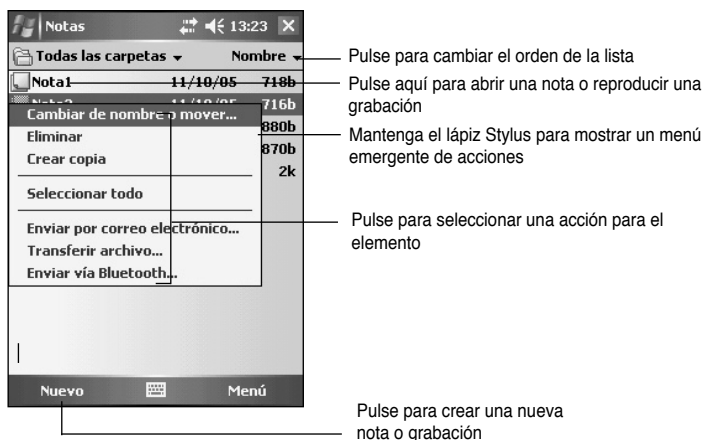 Notas 13:23
Todas las carpetas Nombre
Nota1 11/10/05 718b
Nota2 11/10/05 716b
Cambiar de nombre o mover...
880b
Eliminar
870b
Crear copia
2k
Seleccionar todo
Enviar por correo electrónico...
Transferir archivo...
Enviar vía Bluetooth...
Nuevo Menú
Pulse para cambiar el orden de la lista
Pulse aquí para abrir una nota o reproducir una
grabación
Mantenga el lápiz Stylus para mostrar un menú
emergente de acciones
Pulse para seleccionar una acción para el
elemento
Pulse para crear una nueva
nota o grabación